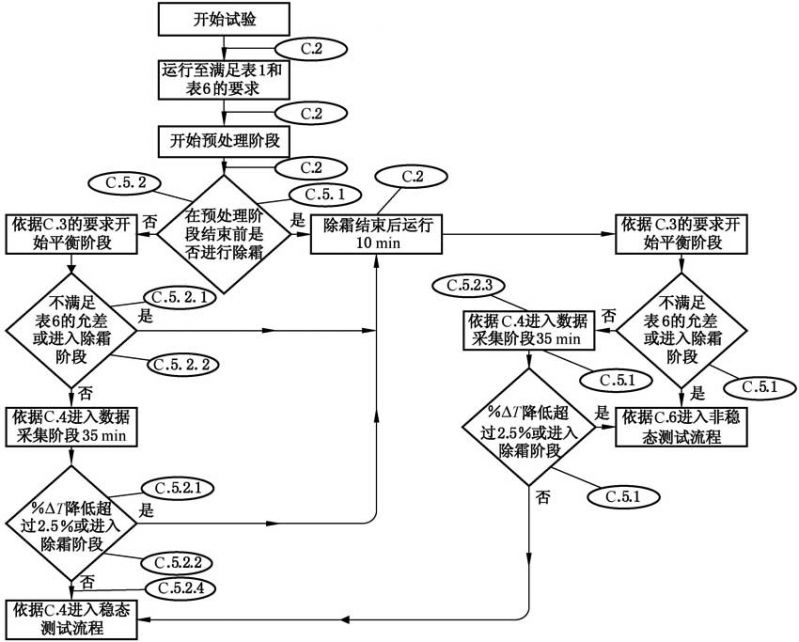 开始试验
C.2
运行至满足表1和
表6的要求
C.2
开始预处理阶段
C.2
C.2
C.5.2
C.5.1
在预处理阶
段结束前是
否进行除霜
否
是
依据C.3的要求开
始平衡阶段
除霜结束后运行
10 min
依据C.3的要求开
始平衡阶段
不满足
表6的允差
或进入除霜
阶段
C.5.2.1
是
C.5.2.2
否
C.5.2.3
依据C.4进入数据
采集阶段35 min
否
不满足
表6的允差
或进入除霜
阶段
C.5.1
C.5.1
是
依据C.4进入数据
采集阶段35 min
%ΔT降低超
过2.5%或进入
除霜阶段
是
依据C.6进入非稳
态测试流程
C.5.1
否
%ΔT降低超
过2.5%或进入
除霜阶段
C.5.2.1
是
C.5.2.2
否
C.5.2.4
依据C.4进入稳态
测试流程